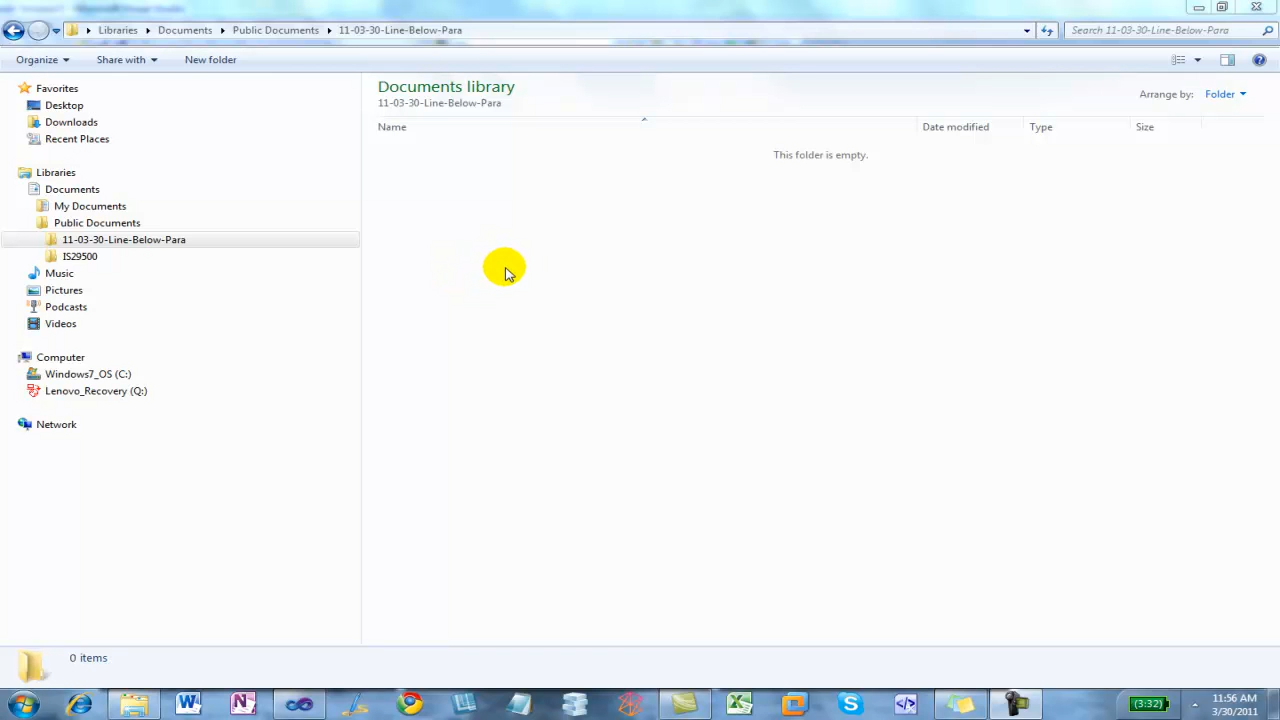 Libraries Documents Public Documents 11-03-30-Line-Below-Para Search 11-03-30-Line-Below-Para
Organize Share with New folder
Favorites
Desktop
Downloads
Recent Places
Libraries
Documents
My Documents
Public Documents
11-03-30-Line-Below-Para
IS29500
Music
Pictures
Podcasts
Videos
Computer
Windows7_OS (C:)
Lenovo_Recovery (Q:)
Network
Documents library
11-03-30-Line-Below-Para
Arrange by: Folder
Name Date modified Type Size
This folder is empty.
0 items
(3:32) 11:56 AM
3/30/2011